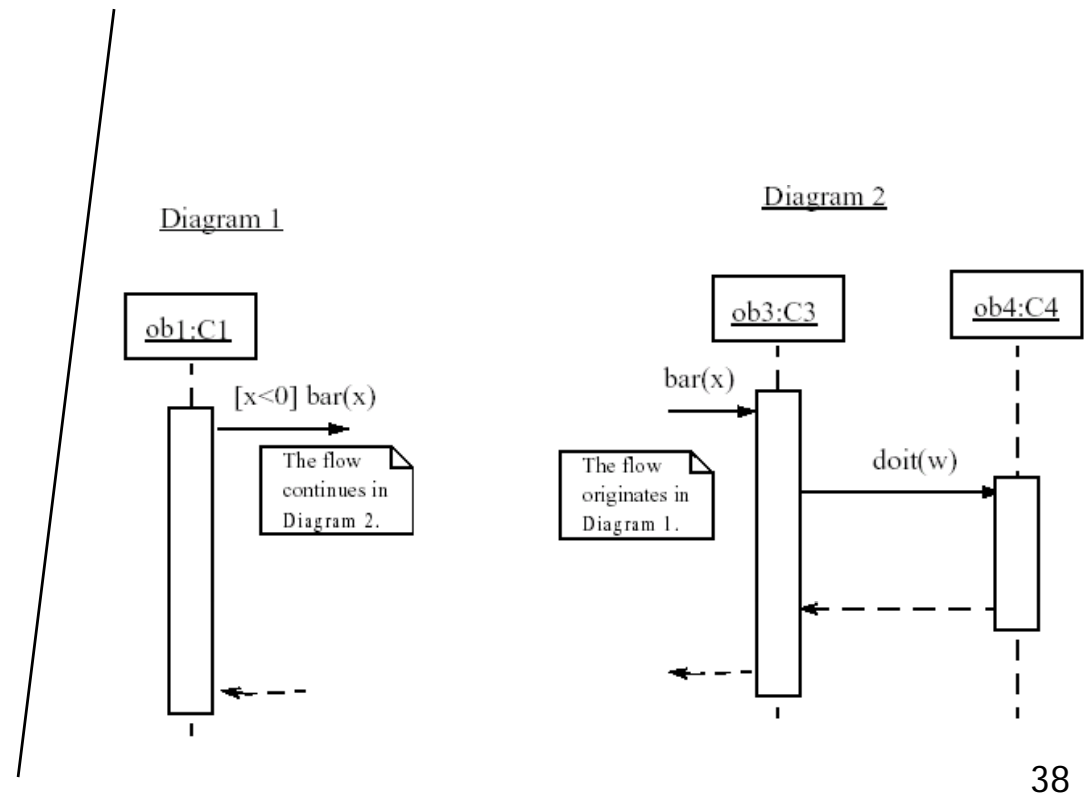 Diagram 1
ob1:C1
[x<0] bar(x)
The flow
continues in
Diagram 2.
Diagram 2
ob3:C3
ob4:C4
bar(x)
The flow
originates in
Diagram 1.
doit(w)
38